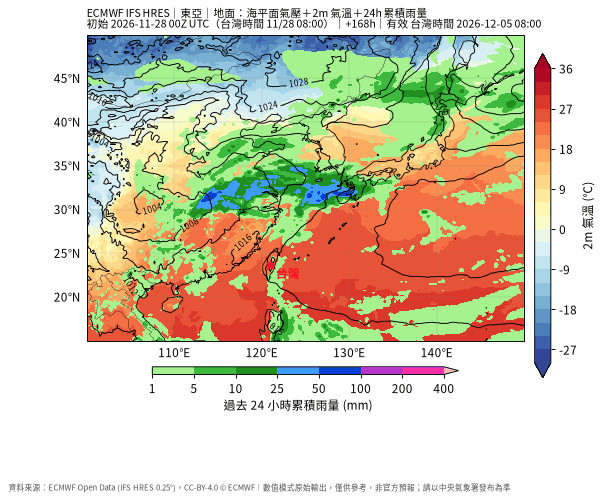 ECMWF IFS HRES｜東亞｜地面：海平面氣壓＋2m 氣溫＋24h 累積雨量
初始 2026-11-28 00Z UTC（台灣時間 11/28 08:00）｜+168h｜有效 台灣時間 2026-12-05 08:00
45°N
40°N
35°N
30°N
25°N
20°N
110°E 120°E 130°E 140°E
1028
1024
1004
1016
1012
台灣
36
27
18
9
0
-9
-18
-27
2m 氣溫 (°C)
1 5 10 25 50 100 200 400
過去 24 小時累積雨量 (mm)
資料來源：ECMWF Open Data (IFS HRES 0.25°)，CC-BY-4.0 © ECMWF｜數值模式原始輸出，僅供參考，非官方預報；請以中央氣象署發布為準